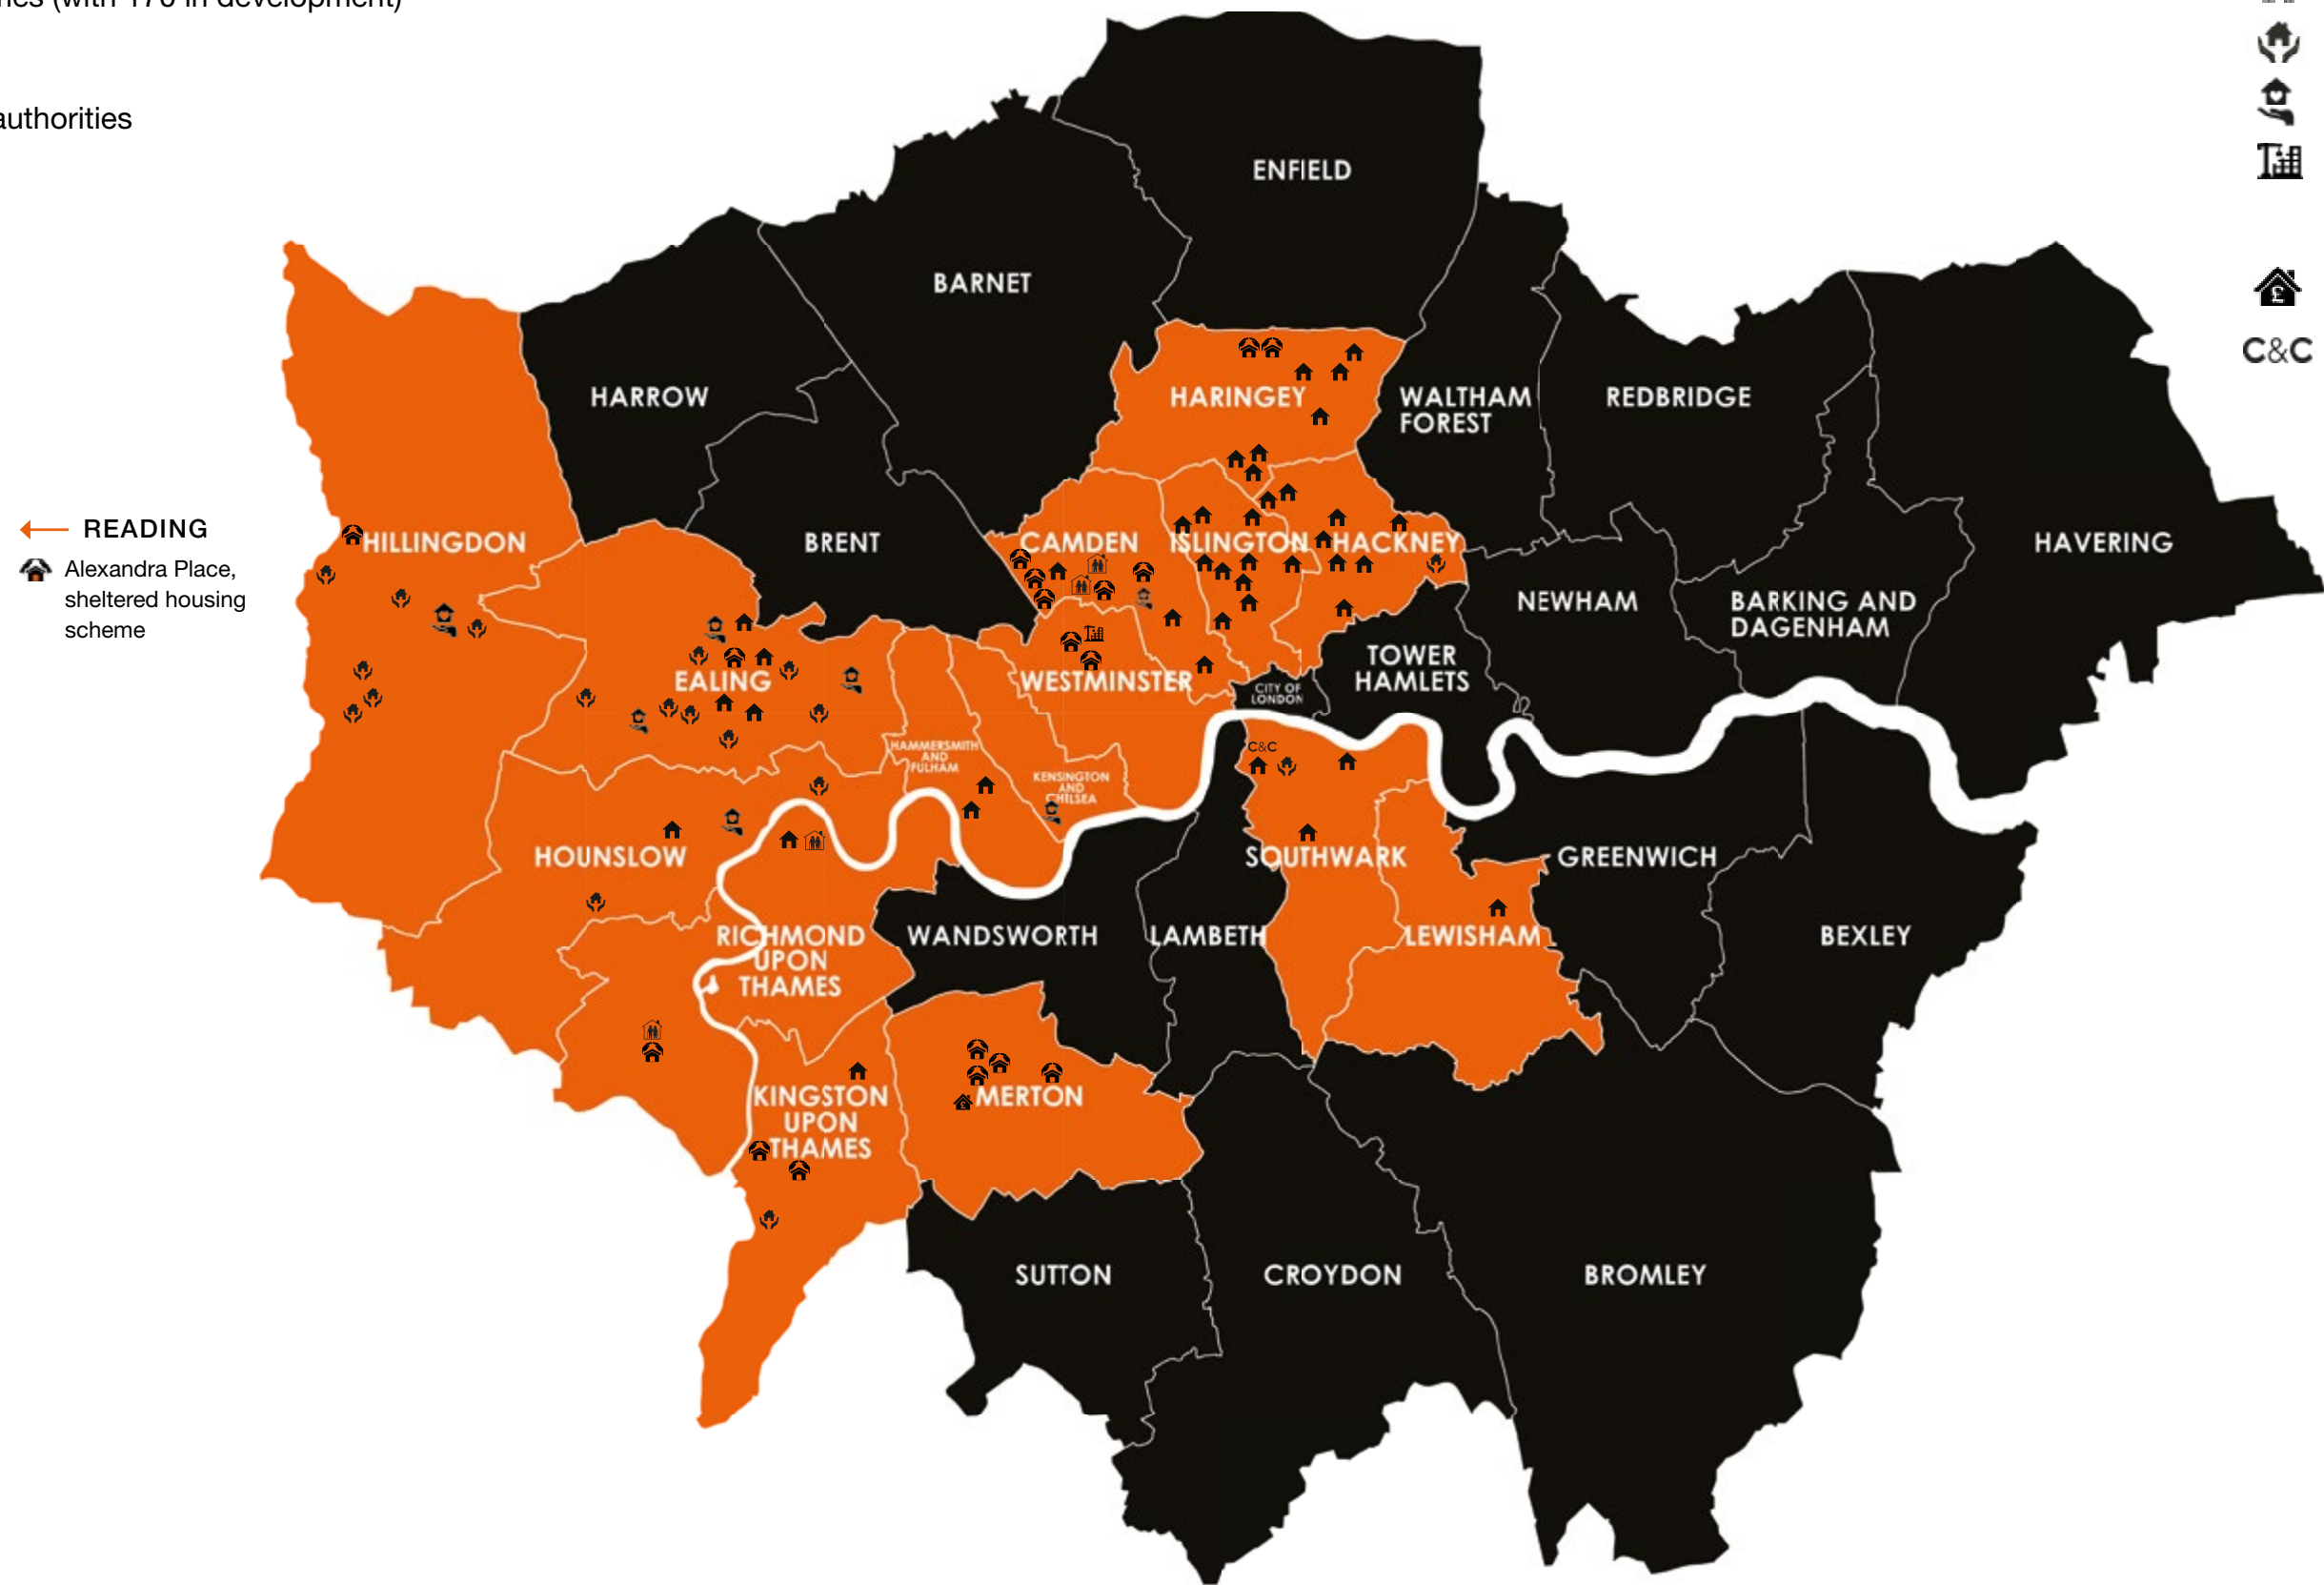 authorities
ENFIELD
BARNET
C&C
HARROW
HARINGEY
WALTHAM
FOREST
REDBRIDGE
READING
Alexandra Place,
sheltered housing
scheme
HILLINGDON
BRENT
CAMDEN
ISLINGTON
HACKNEY
HAVERING
NEWHAM
BARKING AND
DAGENHAM
EALING
WESTMINSTER
CITY OF
LONDON
TOWER
HAMLETS
HAMMERSMITH
AND
FULHAM
KENSINGTON
AND
CHILSEA
C&C
HOUNSLOW
SOUTHWARK
GREENWICH
RICHMOND
UPON
THAMES
WANDSWORTH
LAMBETH
LEWISHAM
BEXLEY
KINGSTON
UPON
THAMES
MERTON
SUTTON
CROYDON
BROMLEY